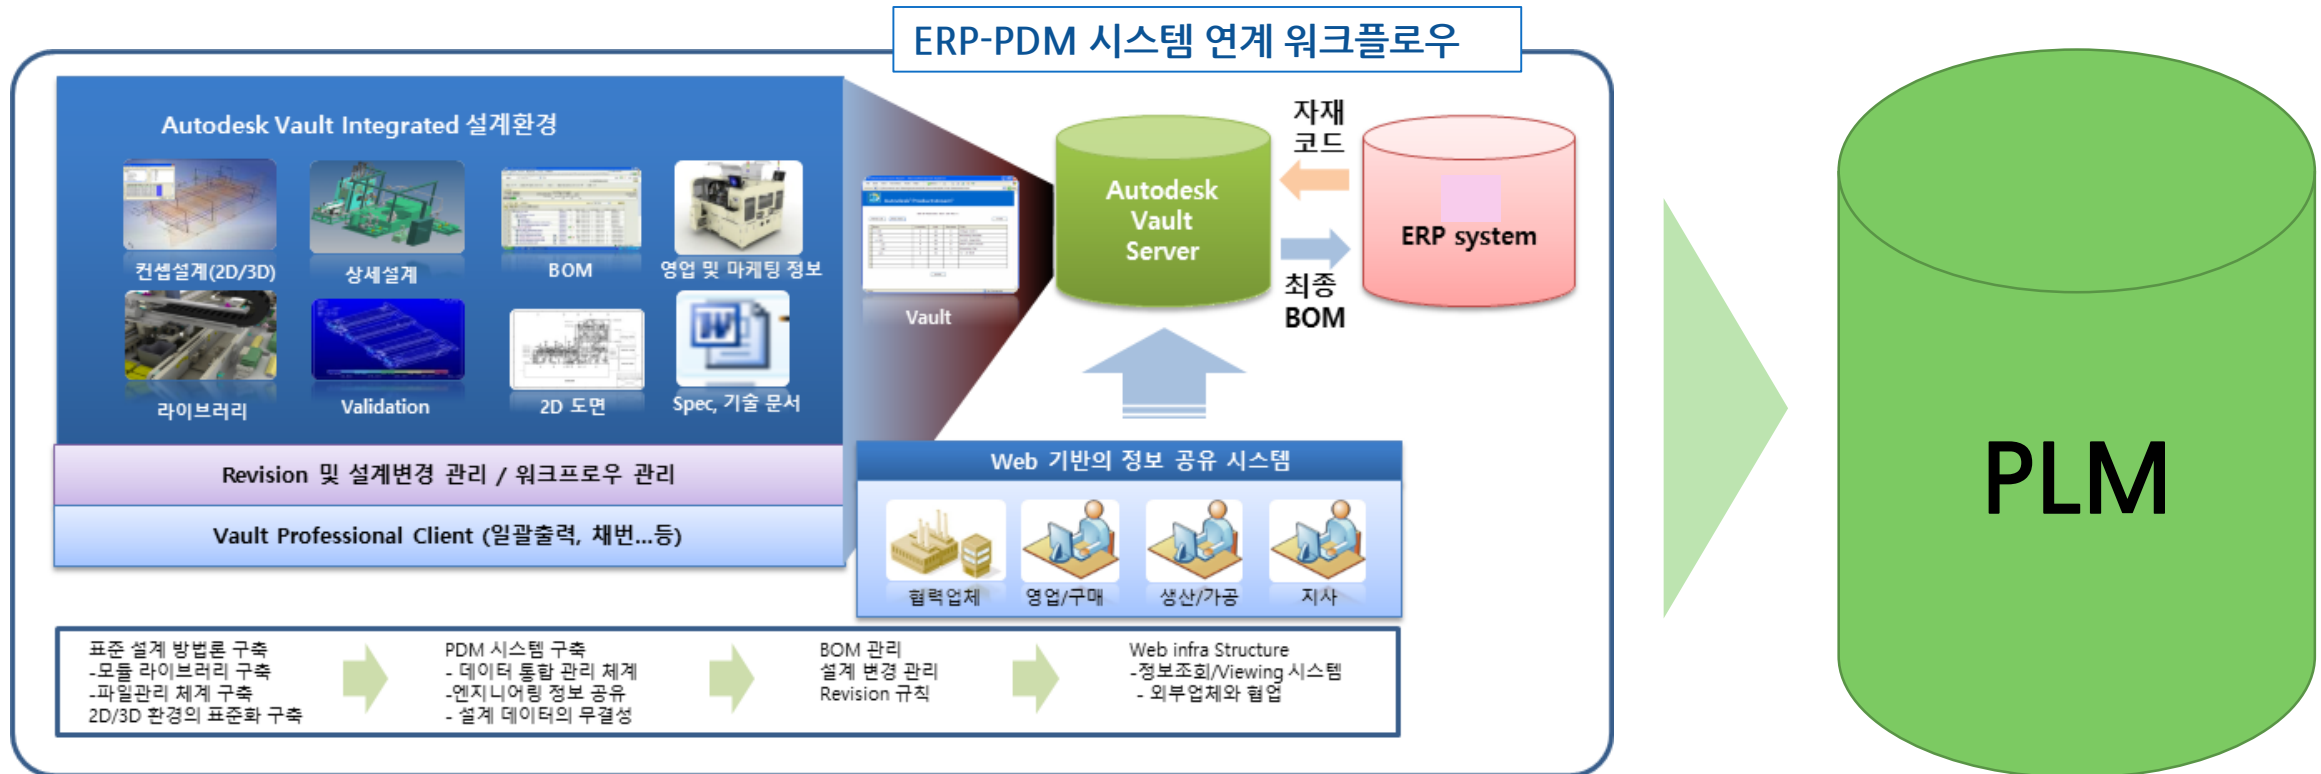 ERP-PDM 시스템 연계 워크플로우
Autodesk Vault Integrated 설계환경
컨셉설계(2D/3D)
상세설계
BOM
영업 및 마케팅 정보
라이브러리
Validation
2D 도면
Spec, 기술 문서
Revision 및 설계변경 관리 / 워크프로우 관리
Vault Professional Client (일괄출력, 채번...등)
Vault
Autodesk
Vault
Server
자재
코드
최종
BOM
ERP system
Web 기반의 정보 공유 시스템
협력업체
영업/구매
생산/가공
지사
표준 설계 방법론 구축
-모듈 라이브러리 구축
-파일관리 체계 구축
2D/3D 환경의 표준화 구축
PDM 시스템 구축
- 데이터 통합 관리 체계
-엔지니어링 정보 공유
- 설계 데이터의 무결성
BOM 관리
설계 변경 관리
Revision 규칙
Web infra Structure
-정보조회/Viewing 시스템
- 외부업체와 협업
PLM